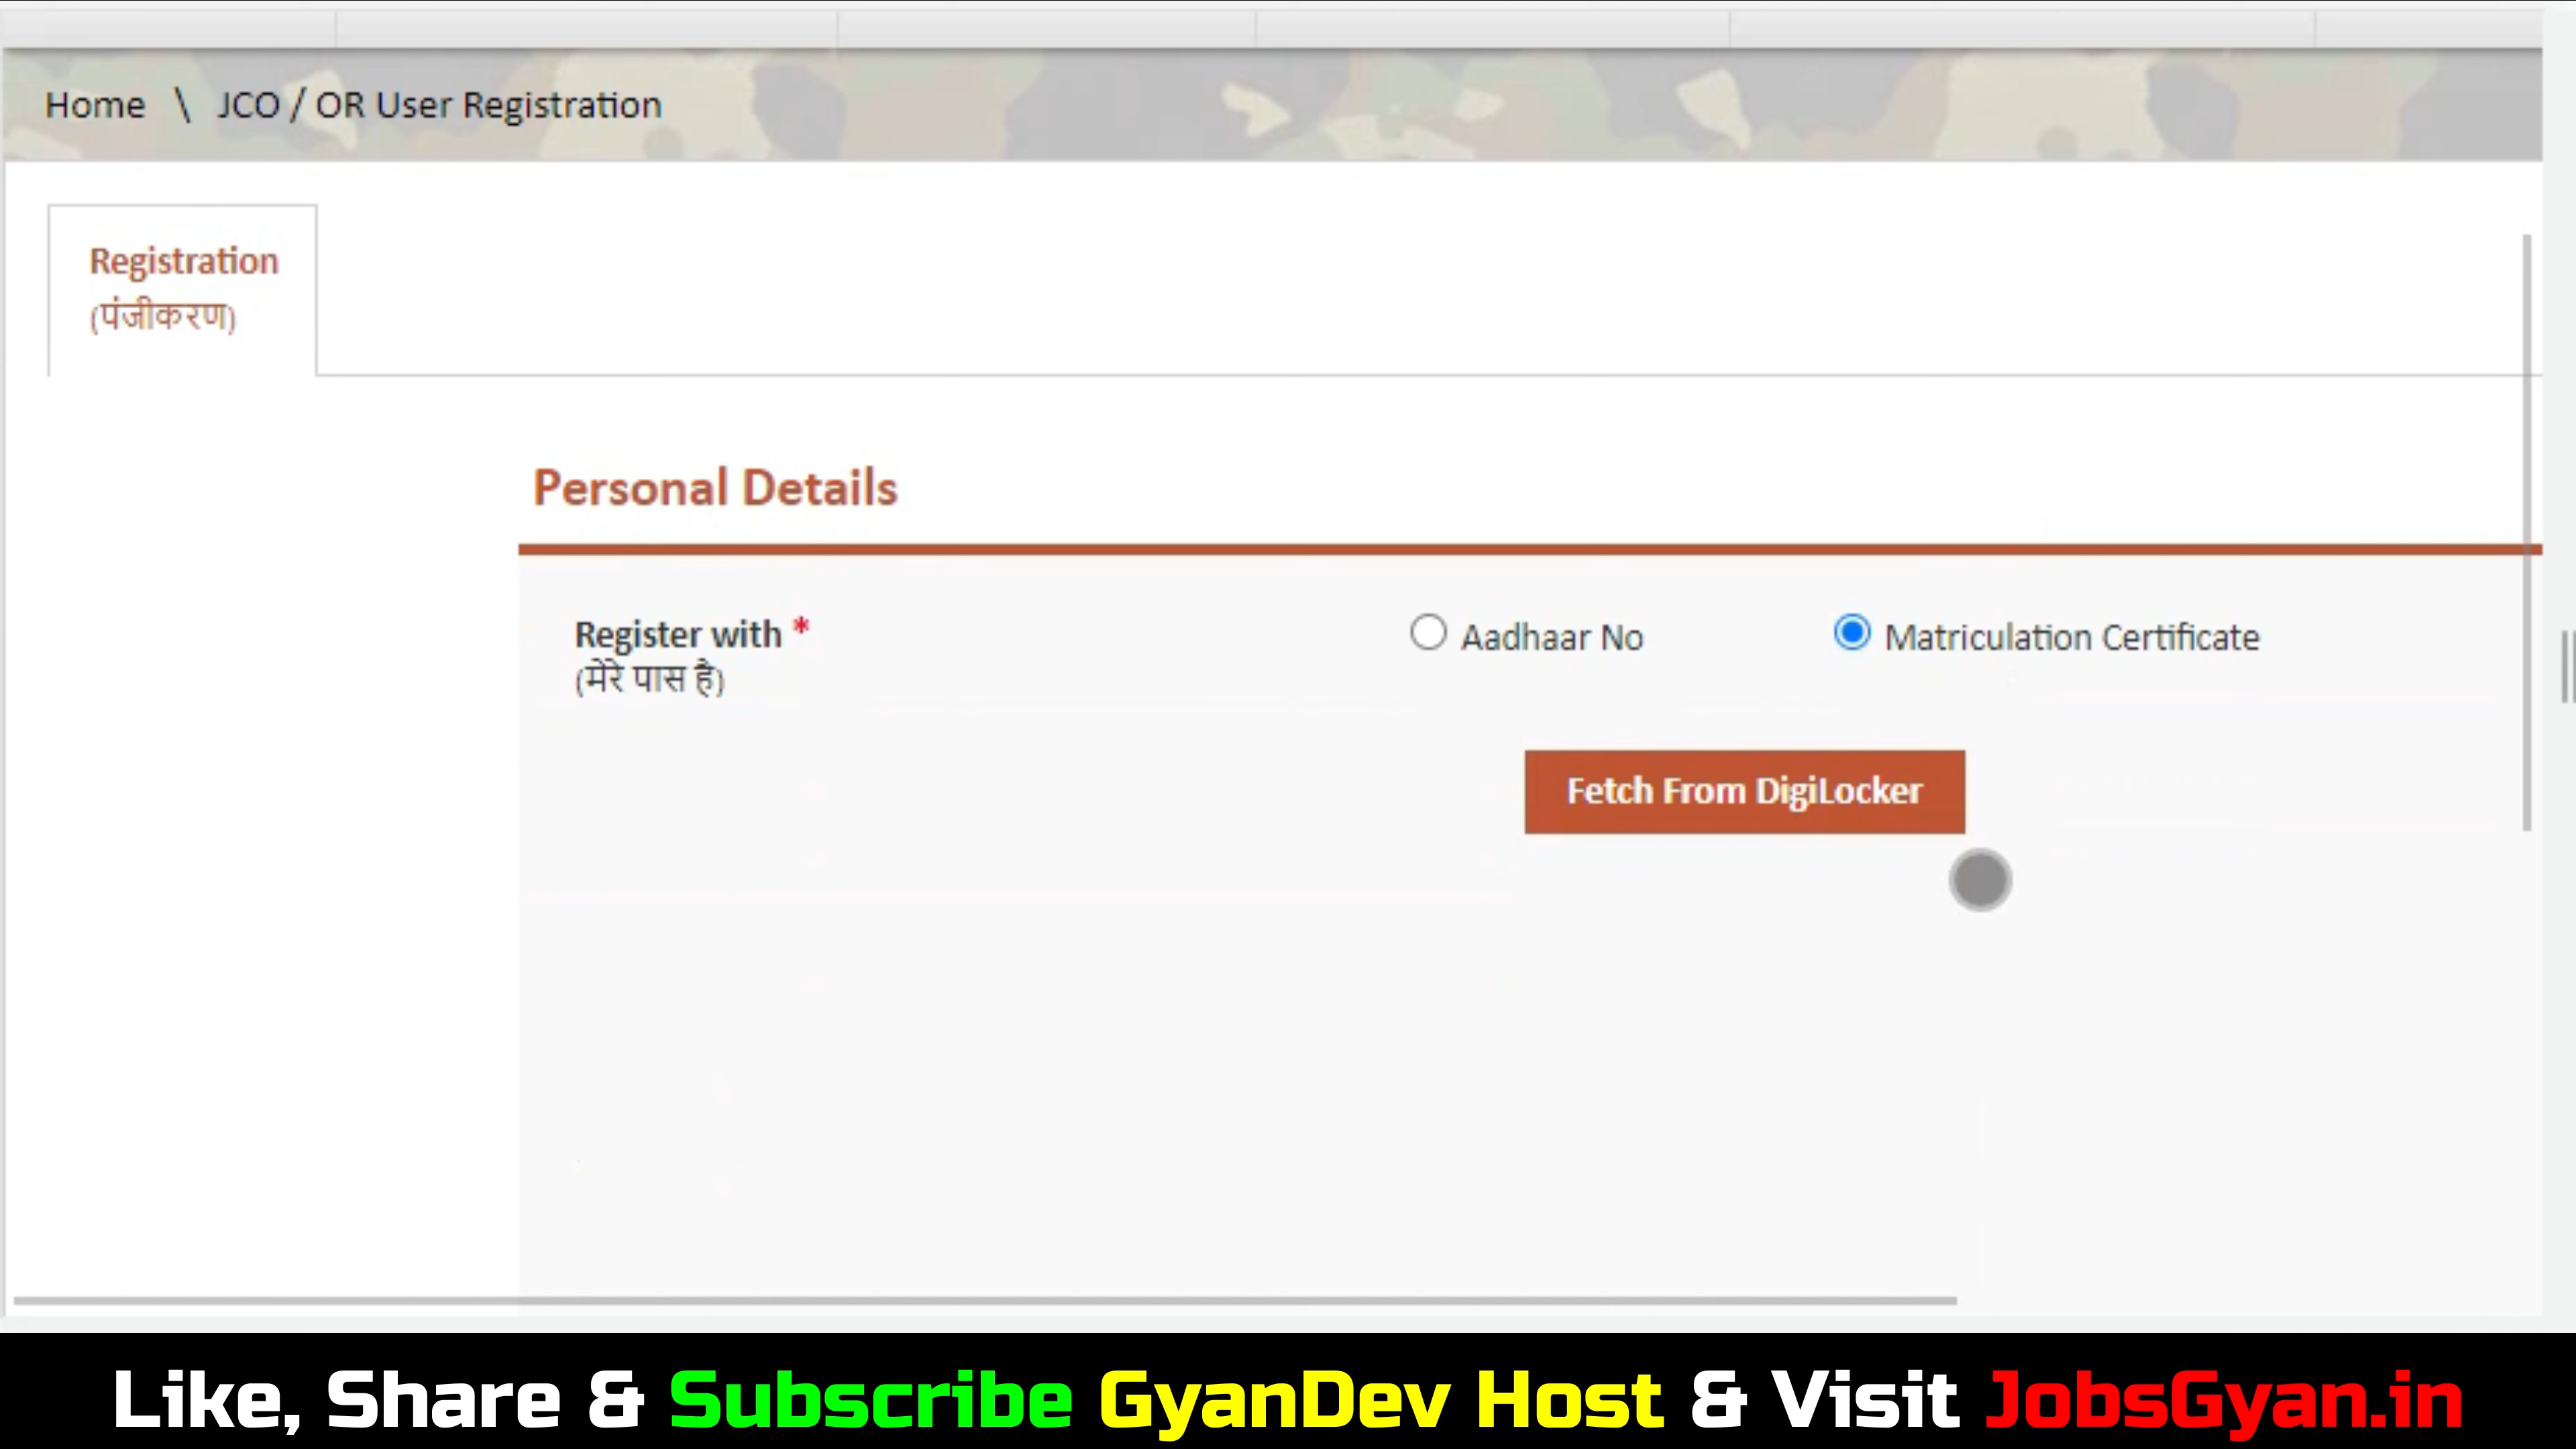 Home \ JCO / OR User Registration
Registration
(पंजीकरण)
Personal Details
Register with *
(मेरे पास है)
Aadhaar No
Matriculation Certificate
Fetch From DigiLocker
Like, Share & Subscribe GyanDev Host & Visit JobsGyan.in